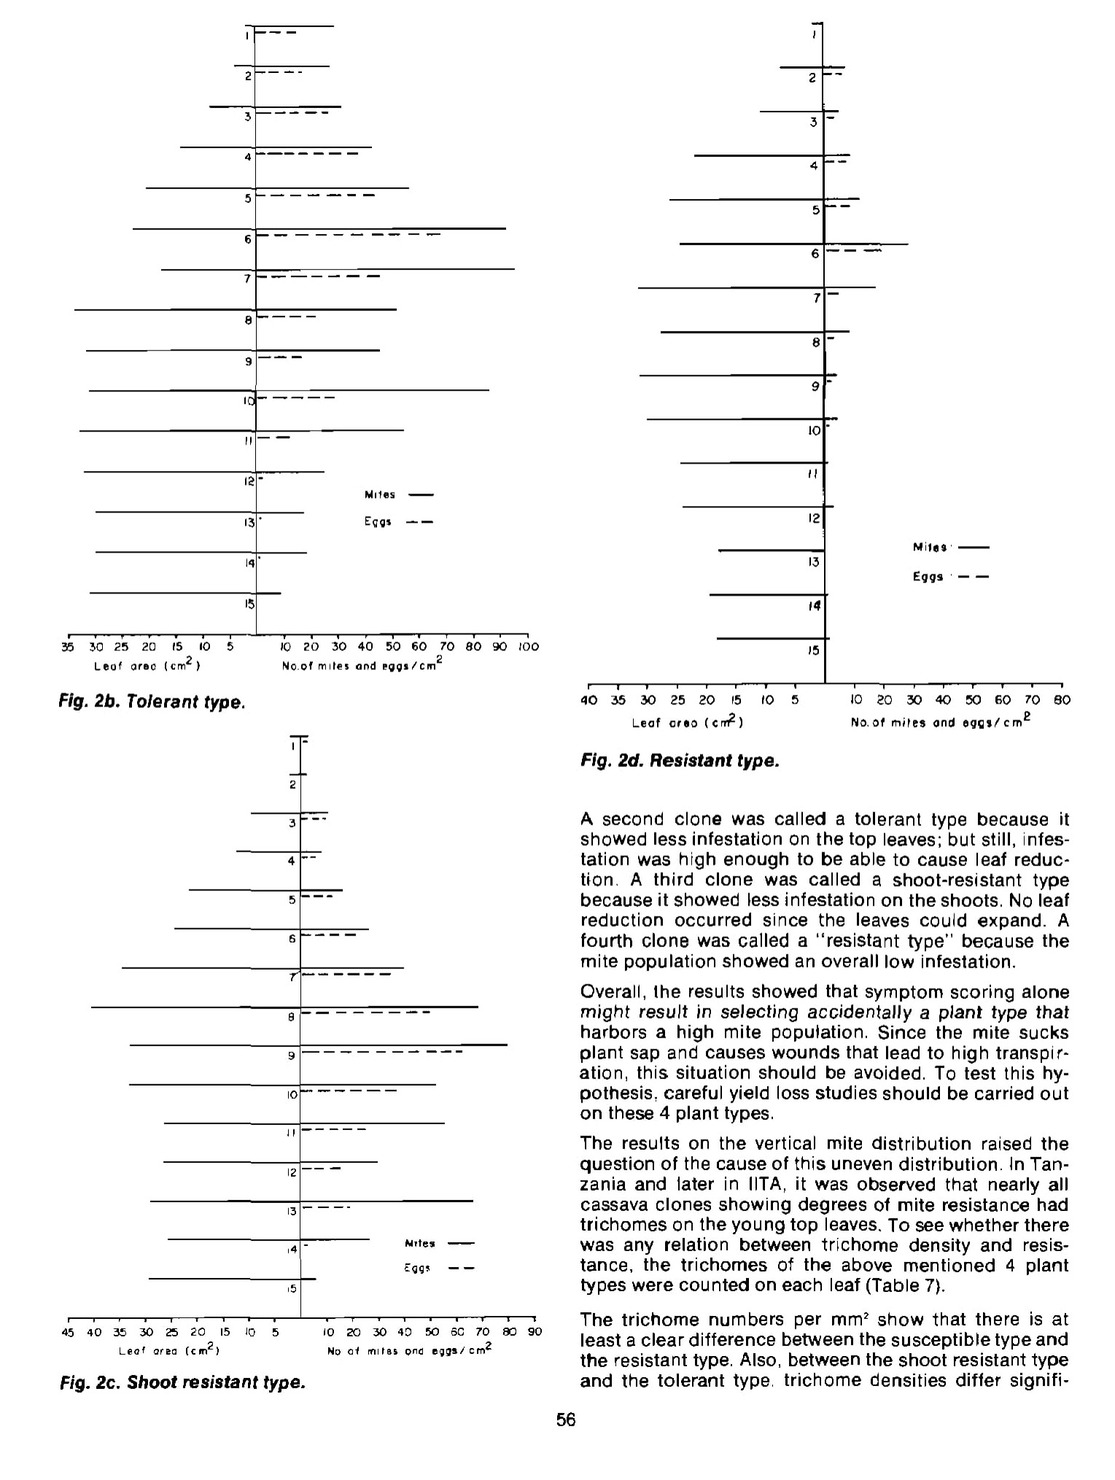 1
2
3
4
5
6
7
8
9
10
11
12
13
14
15
Mites
Eggs
35 30 25 20 15 10 5 10 20 30 40 50 60 70 80 90 100
Leaf area (cm²) No. of mites and eggs/cm²
Fig. 2b. Tolerant type.
1
2
3
4
5
6
7
8
9
10
11
12
13
14
15
Mites
Eggs
45 40 35 30 25 20 15 10 5 10 20 30 40 50 60 70 80 90
Leaf area (cm²) No of mites and eggs/cm²
Fig. 2c. Shoot resistant type.
1
2
3
4
5
6
7
8
9
10
11
12
13
14
15
Mites
Eggs
40 35 30 25 20 15 10 5 10 20 30 40 50 60 70 80
Leaf area (cm²) No. of mites and eggs/cm²
Fig. 2d. Resistant type.
A second clone was called a tolerant type because it
showed less infestation on the top leaves; but still, infes-
tation was high enough to be able to cause leaf reduc-
tion. A third clone was called a shoot-resistant type
because it showed less infestation on the shoots. No leaf
reduction occurred since the leaves could expand. A
fourth clone was called a "resistant type" because the
mite population showed an overall low infestation.
Overall, the results showed that symptom scoring alone
might result in selecting accidentally a plant type that
harbors a high mite population. Since the mite sucks
plant sap and causes wounds that lead to high transpir-
ation, this situation should be avoided. To test this hy-
pothesis, careful yield loss studies should be carried out
on these 4 plant types.
The results on the vertical mite distribution raised the
question of the cause of this uneven distribution. In Tan-
zania and later in IITA, it was observed that nearly all
cassava clones showing degrees of mite resistance had
trichomes on the young top leaves. To see whether there
was any relation between trichome density and resis-
tance, the trichomes of the above mentioned 4 plant
types were counted on each leaf (Table 7).
The trichome numbers per mm² show that there is at
least a clear difference between the susceptible type and
the resistant type. Also, between the shoot resistant type
and the tolerant type, trichome densities differ signifi-
56